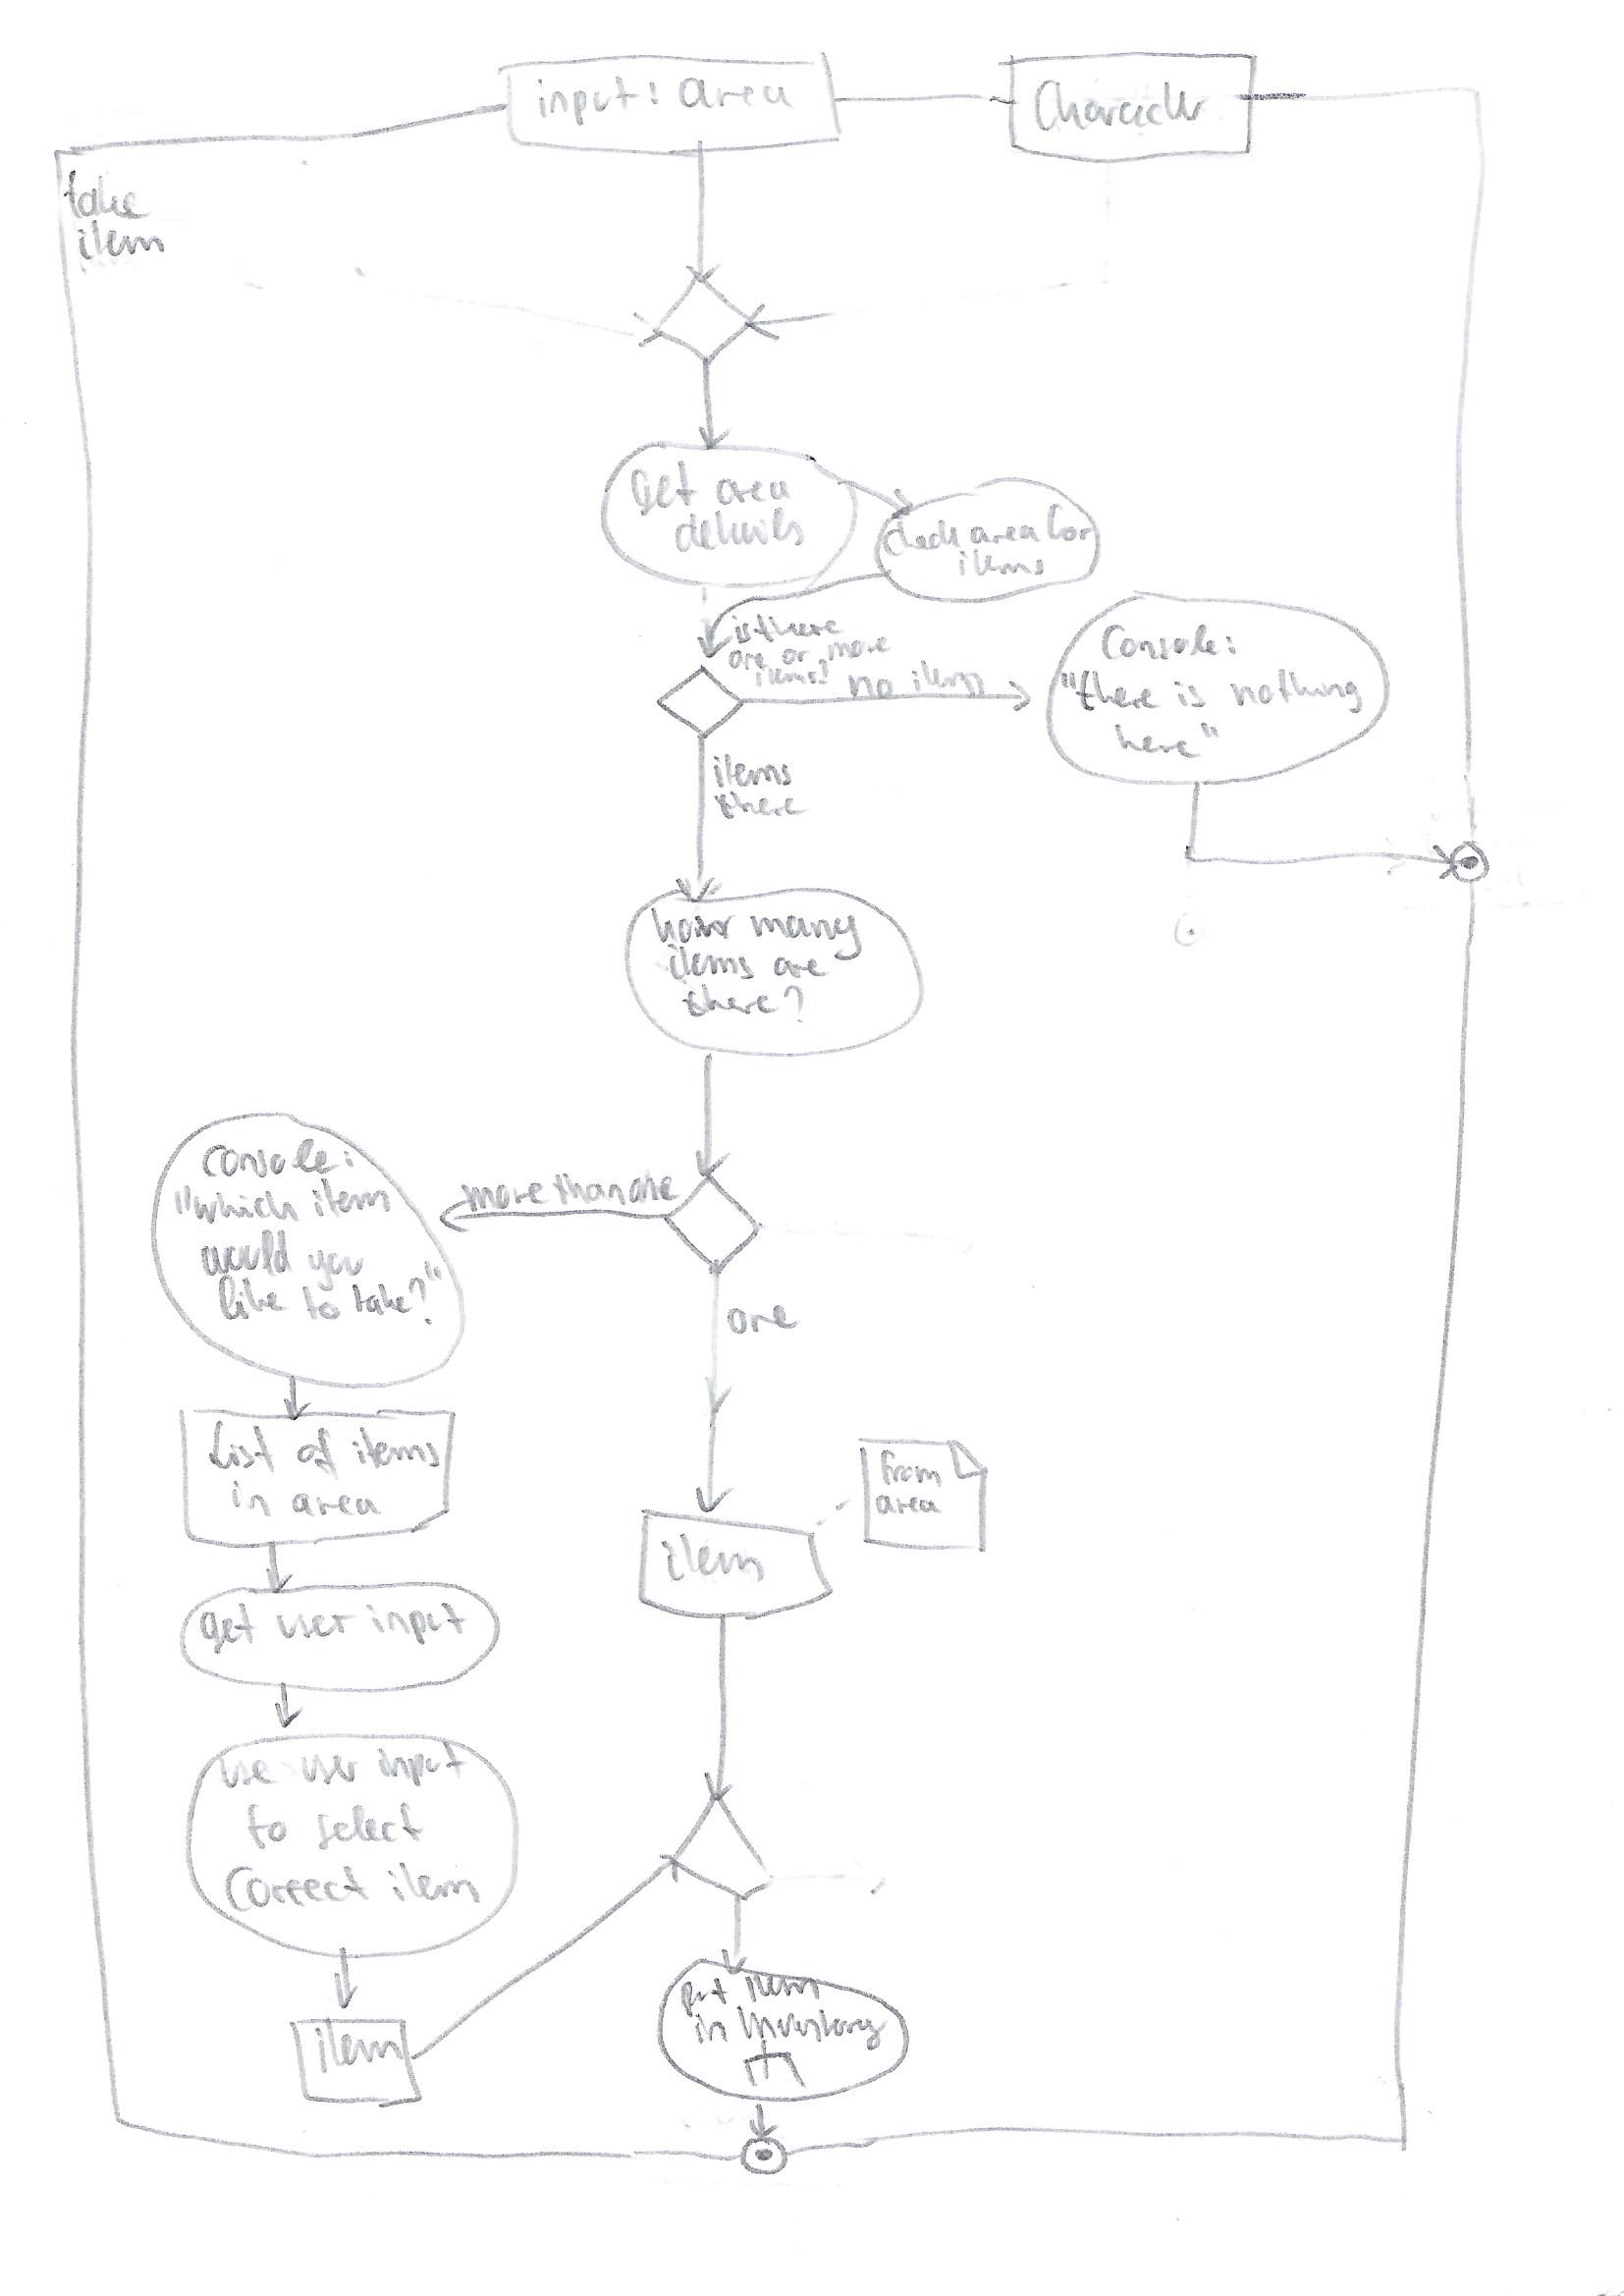 input: area
Character
take
item
Get area
details
check area for
items
is there
one or more
items?
no items
Console:
"there is nothing
here"
items
there
how many
items are
there?
more than one
Console:
"which item
would you
like to take?"
one
List of items
in area
from
area
item
get user input
use user input
to select
correct item
put item
in inventory
item